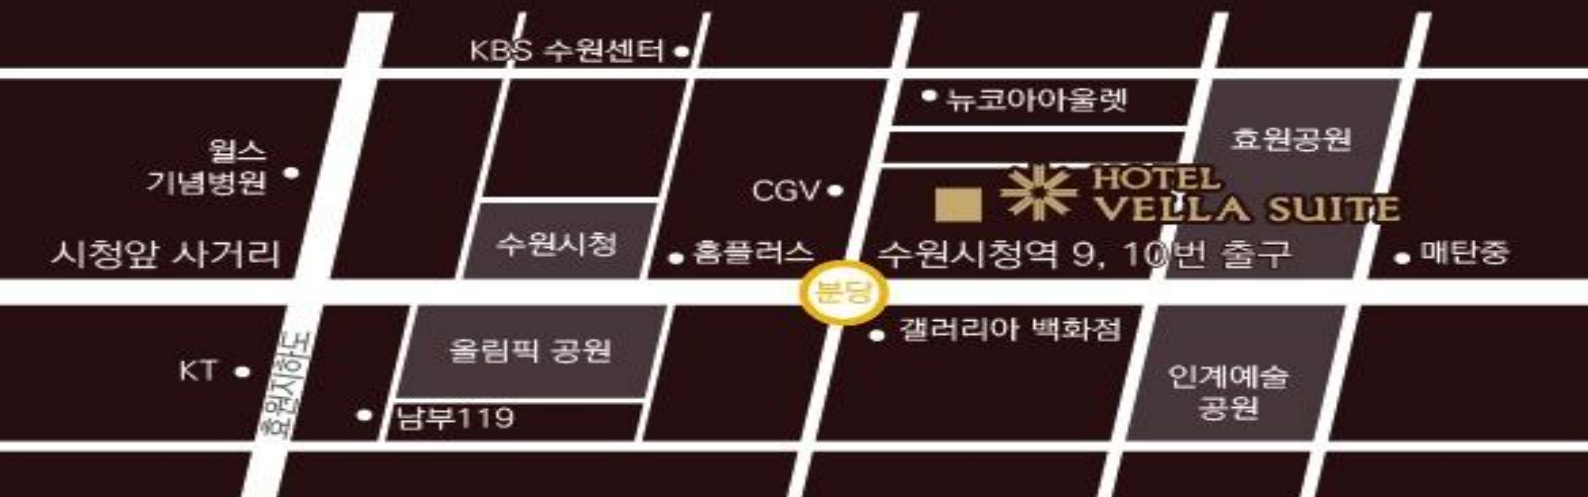 KBS 수원센터
뉴코아아울렛
효원공원
윌스
기념병원
CGV
HOTEL
VELLA SUITE
시청앞 사거리
수원시청
홈플러스
수원시청역 9, 10번 출구
매탄중
분당
갤러리아 백화점
올림픽 공원
KT
효원지하도
인계예술
공원
남부119